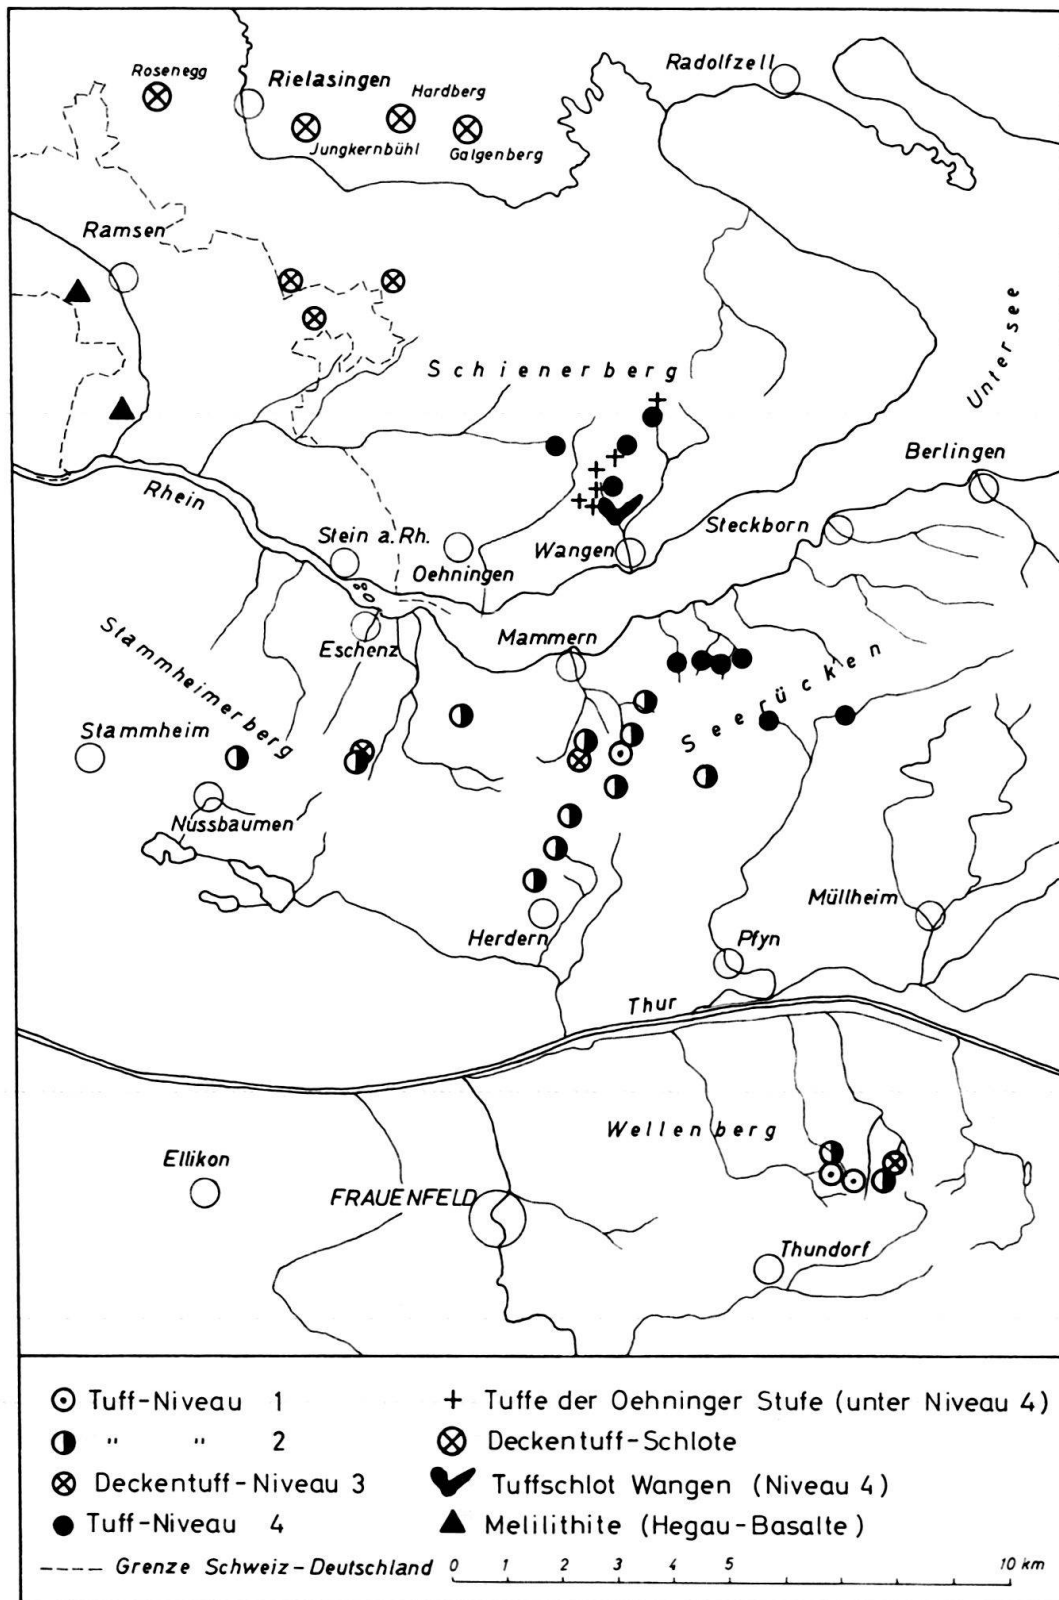 Rosenegg
Rielasingen
Hardberg
Radolfzell
Jungkernbühl
Galgenberg
Ramsen
Schienerberg
Untersee
Berlingen
Rhein
Stein a. Rh.
Oehningen
Wangen
Steckborn
Eschenz
Mammern
Stammheimerberg
Seerücken
Stammheim
Nussbaumen
Herdern
Müllheim
Pfyn
Thur
Wellenberg
Ellikon
FRAUENFELD
Thundorf
Tuff-Niveau 1
" " 2
Deckentuff-Niveau 3
Tuff-Niveau 4
Grenze Schweiz-Deutschland
+ Tuffe der Oehninger Stufe (unter Niveau 4)
Deckentuff-Schlote
Tuffschlot Wangen (Niveau 4)
Melilithite (Hegau-Basalte)
0 1 2 3 4 5 10 km